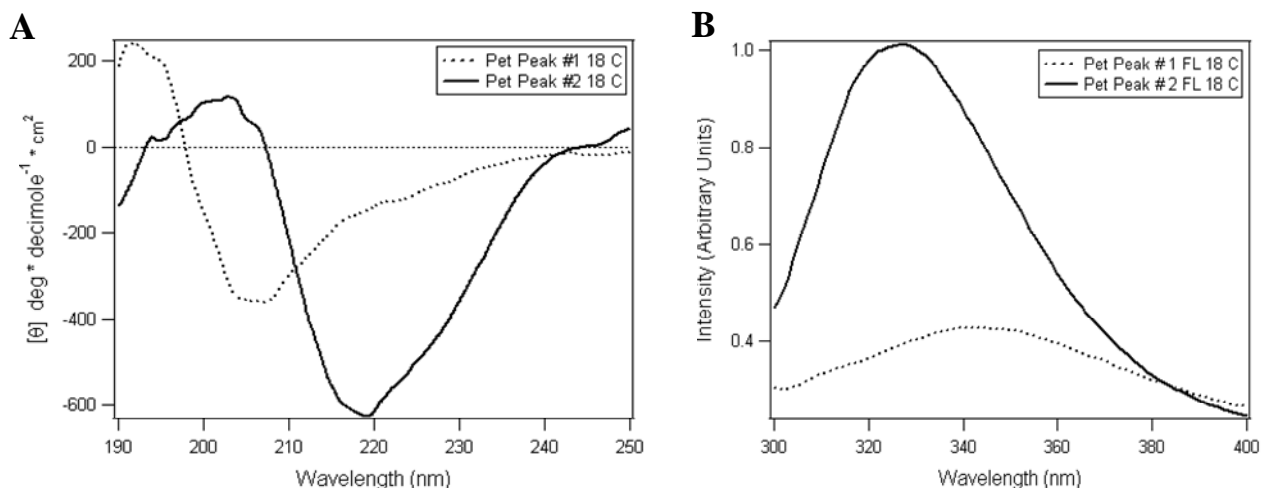 A
[θ] deg * decimole⁻¹ * cm²
200
0
-200
-400
-600
Pet Peak #1 18 C
Pet Peak #2 18 C
190 200 210 220 230 240 250
Wavelength (nm)
B
Intensity (Arbitrary Units)
1.0
0.8
0.6
0.4
Pet Peak #1 FL 18 C
Pet Peak #2 FL 18 C
300 320 340 360 380 400
Wavelength (nm)